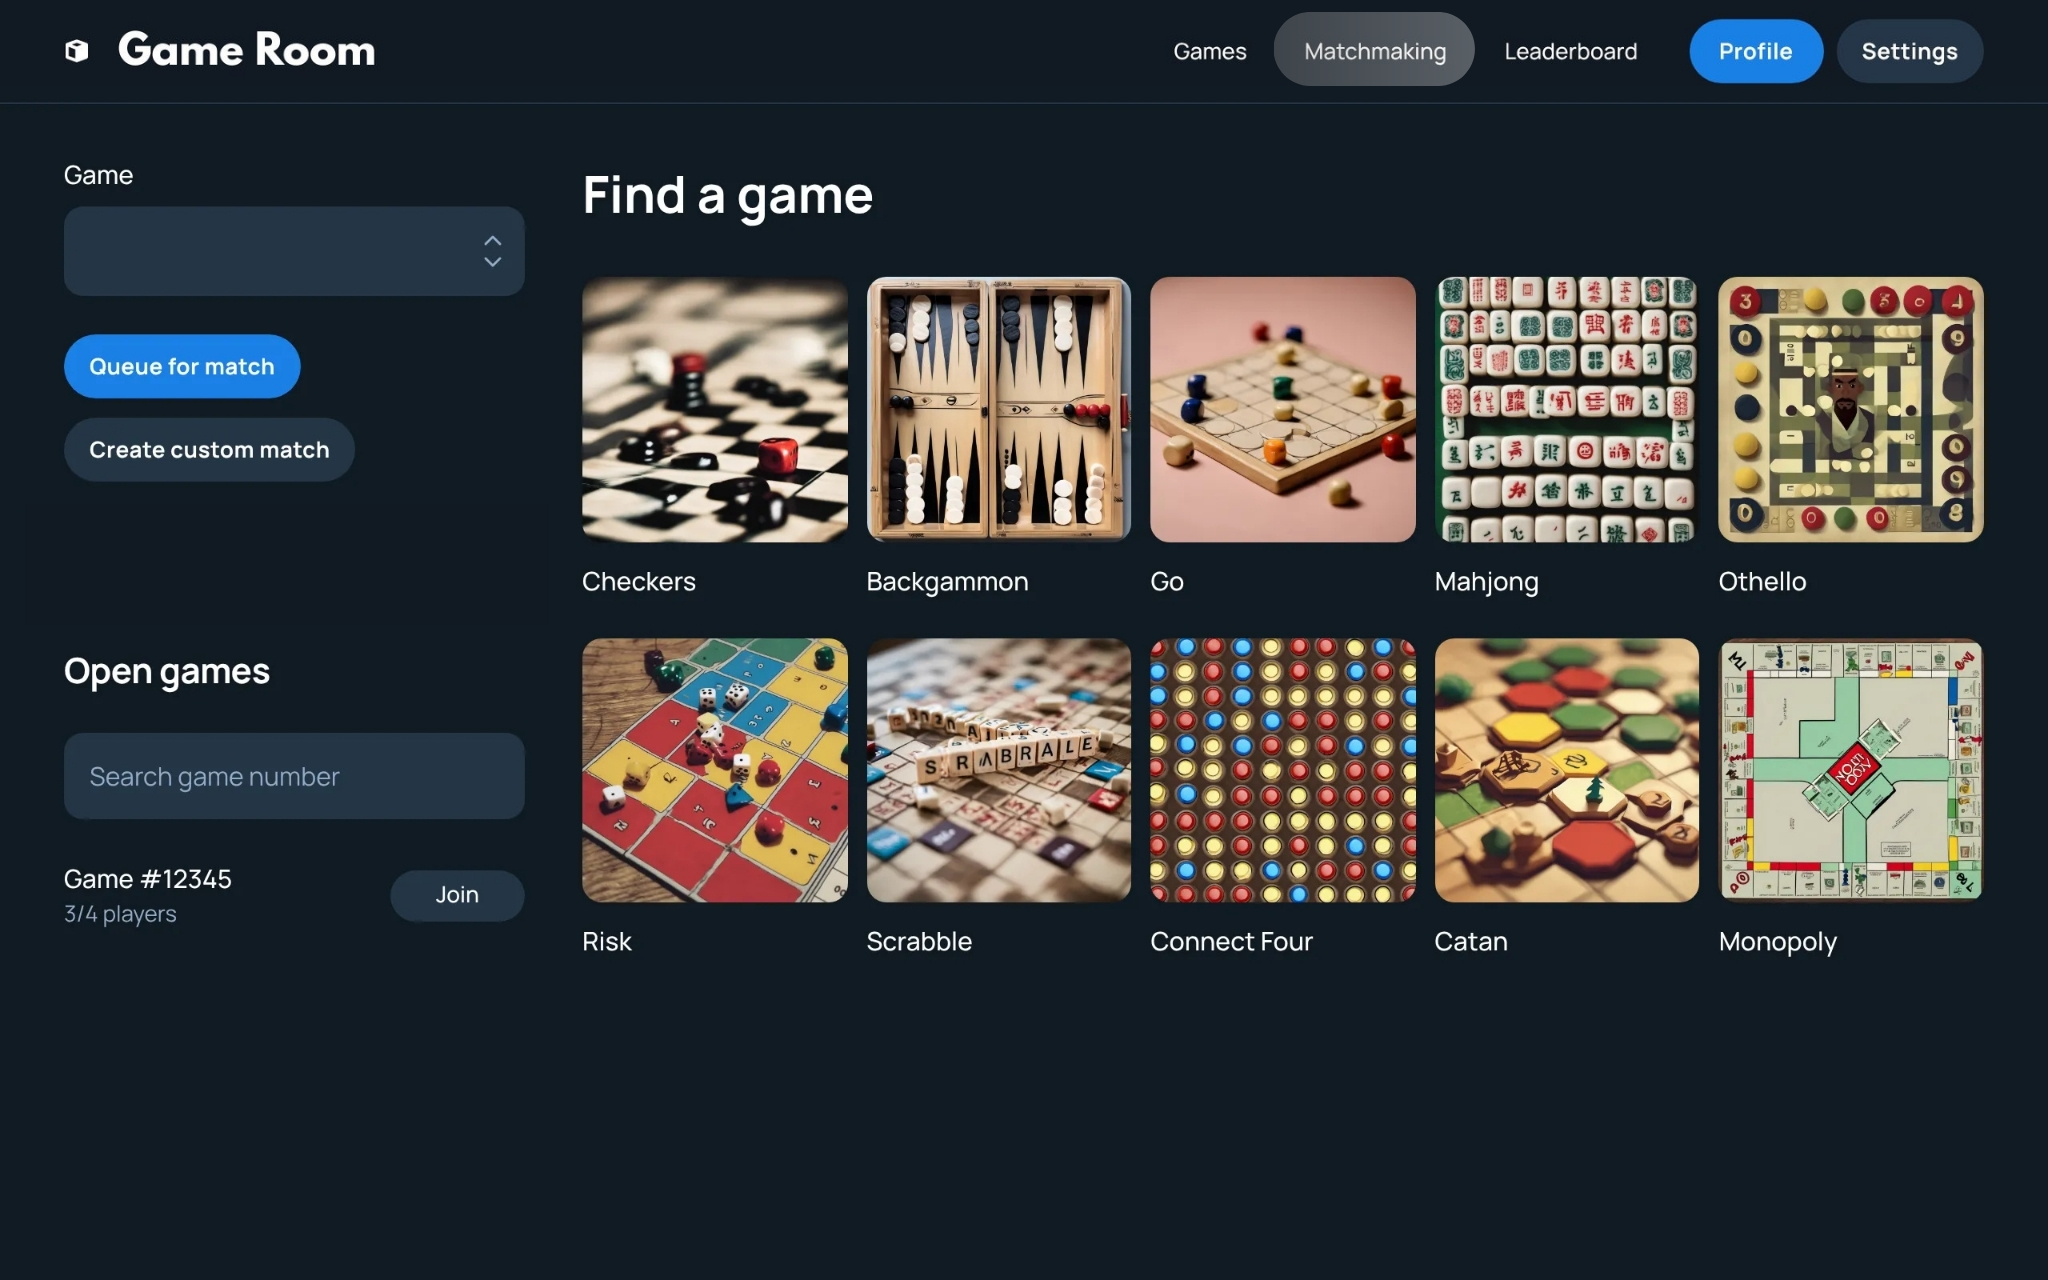 Game Room
Games Matchmaking Leaderboard Profile Settings
Game
Queue for match
Create custom match
Open games
Search game number
Game #12345
3/4 players
Join
Find a game
Checkers
Backgammon
Go
Mahjong
Othello
SRABRALE
Risk
Scrabble
Connect Four
Catan
Monopoly